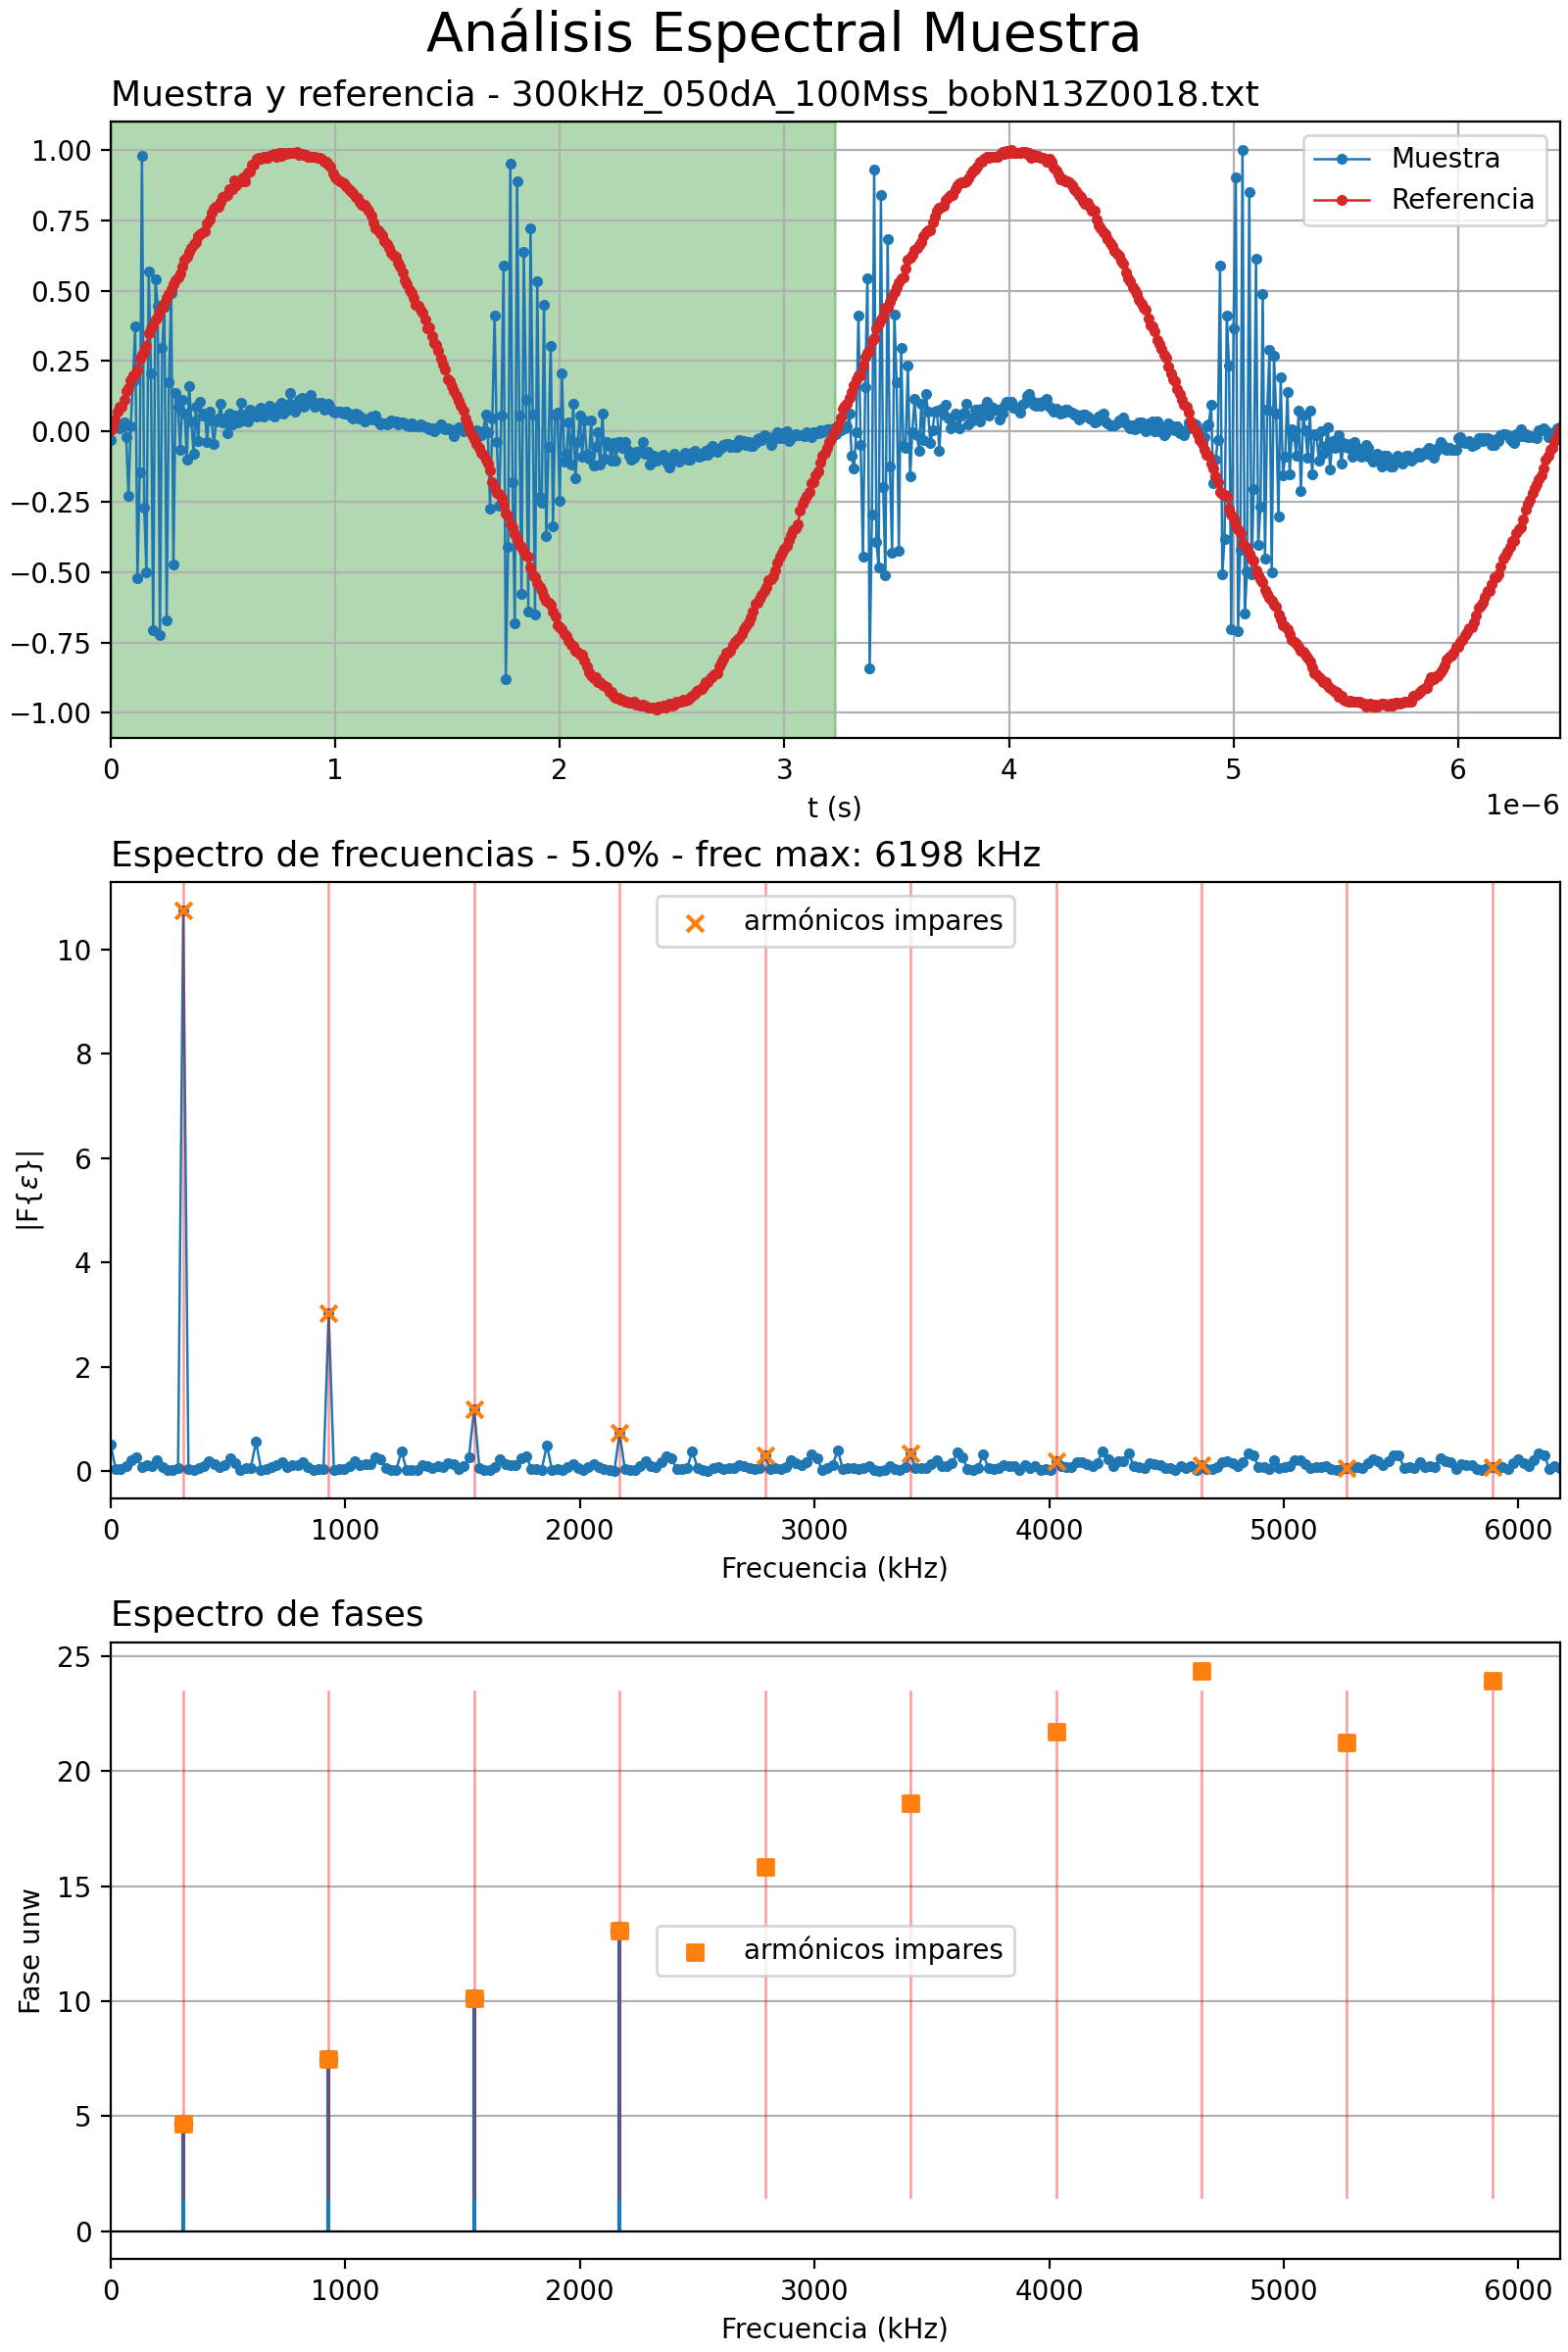 Análisis Espectral Muestra
Muestra y referencia - 300kHz_050dA_100Mss_bobN13Z0018.txt
1.00
0.75
0.50
0.25
0.00
−0.25
−0.50
−0.75
−1.00
Muestra
Referencia
0 1 2 3 4 5 6
t (s)
1e−6
Espectro de frecuencias - 5.0% - frec max: 6198 kHz
armónicos impares
10
8
6
4
2
0
|F{ε}|
0 1000 2000 3000 4000 5000 6000
Frecuencia (kHz)
Espectro de fases
25
20
15
10
5
0
Fase unw
armónicos impares
0 1000 2000 3000 4000 5000 6000
Frecuencia (kHz)